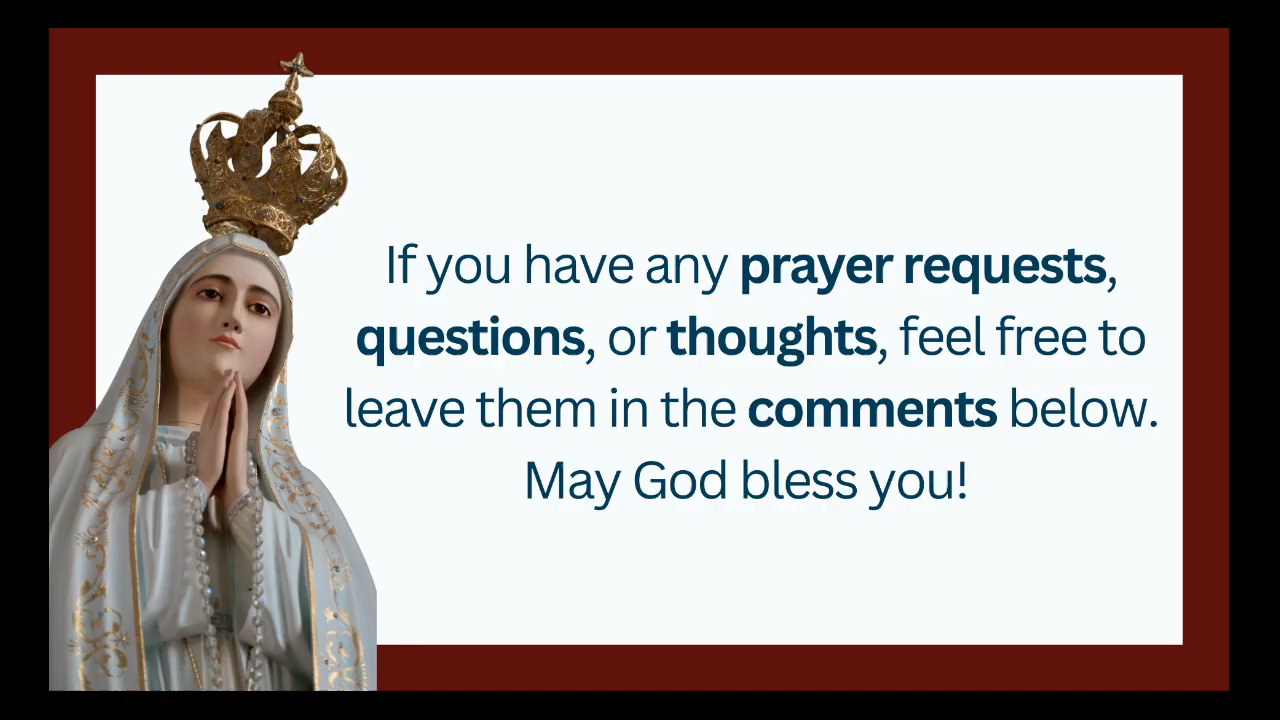 If you have any prayer requests,
questions, or thoughts, feel free to
leave them in the comments below.
May God bless you!